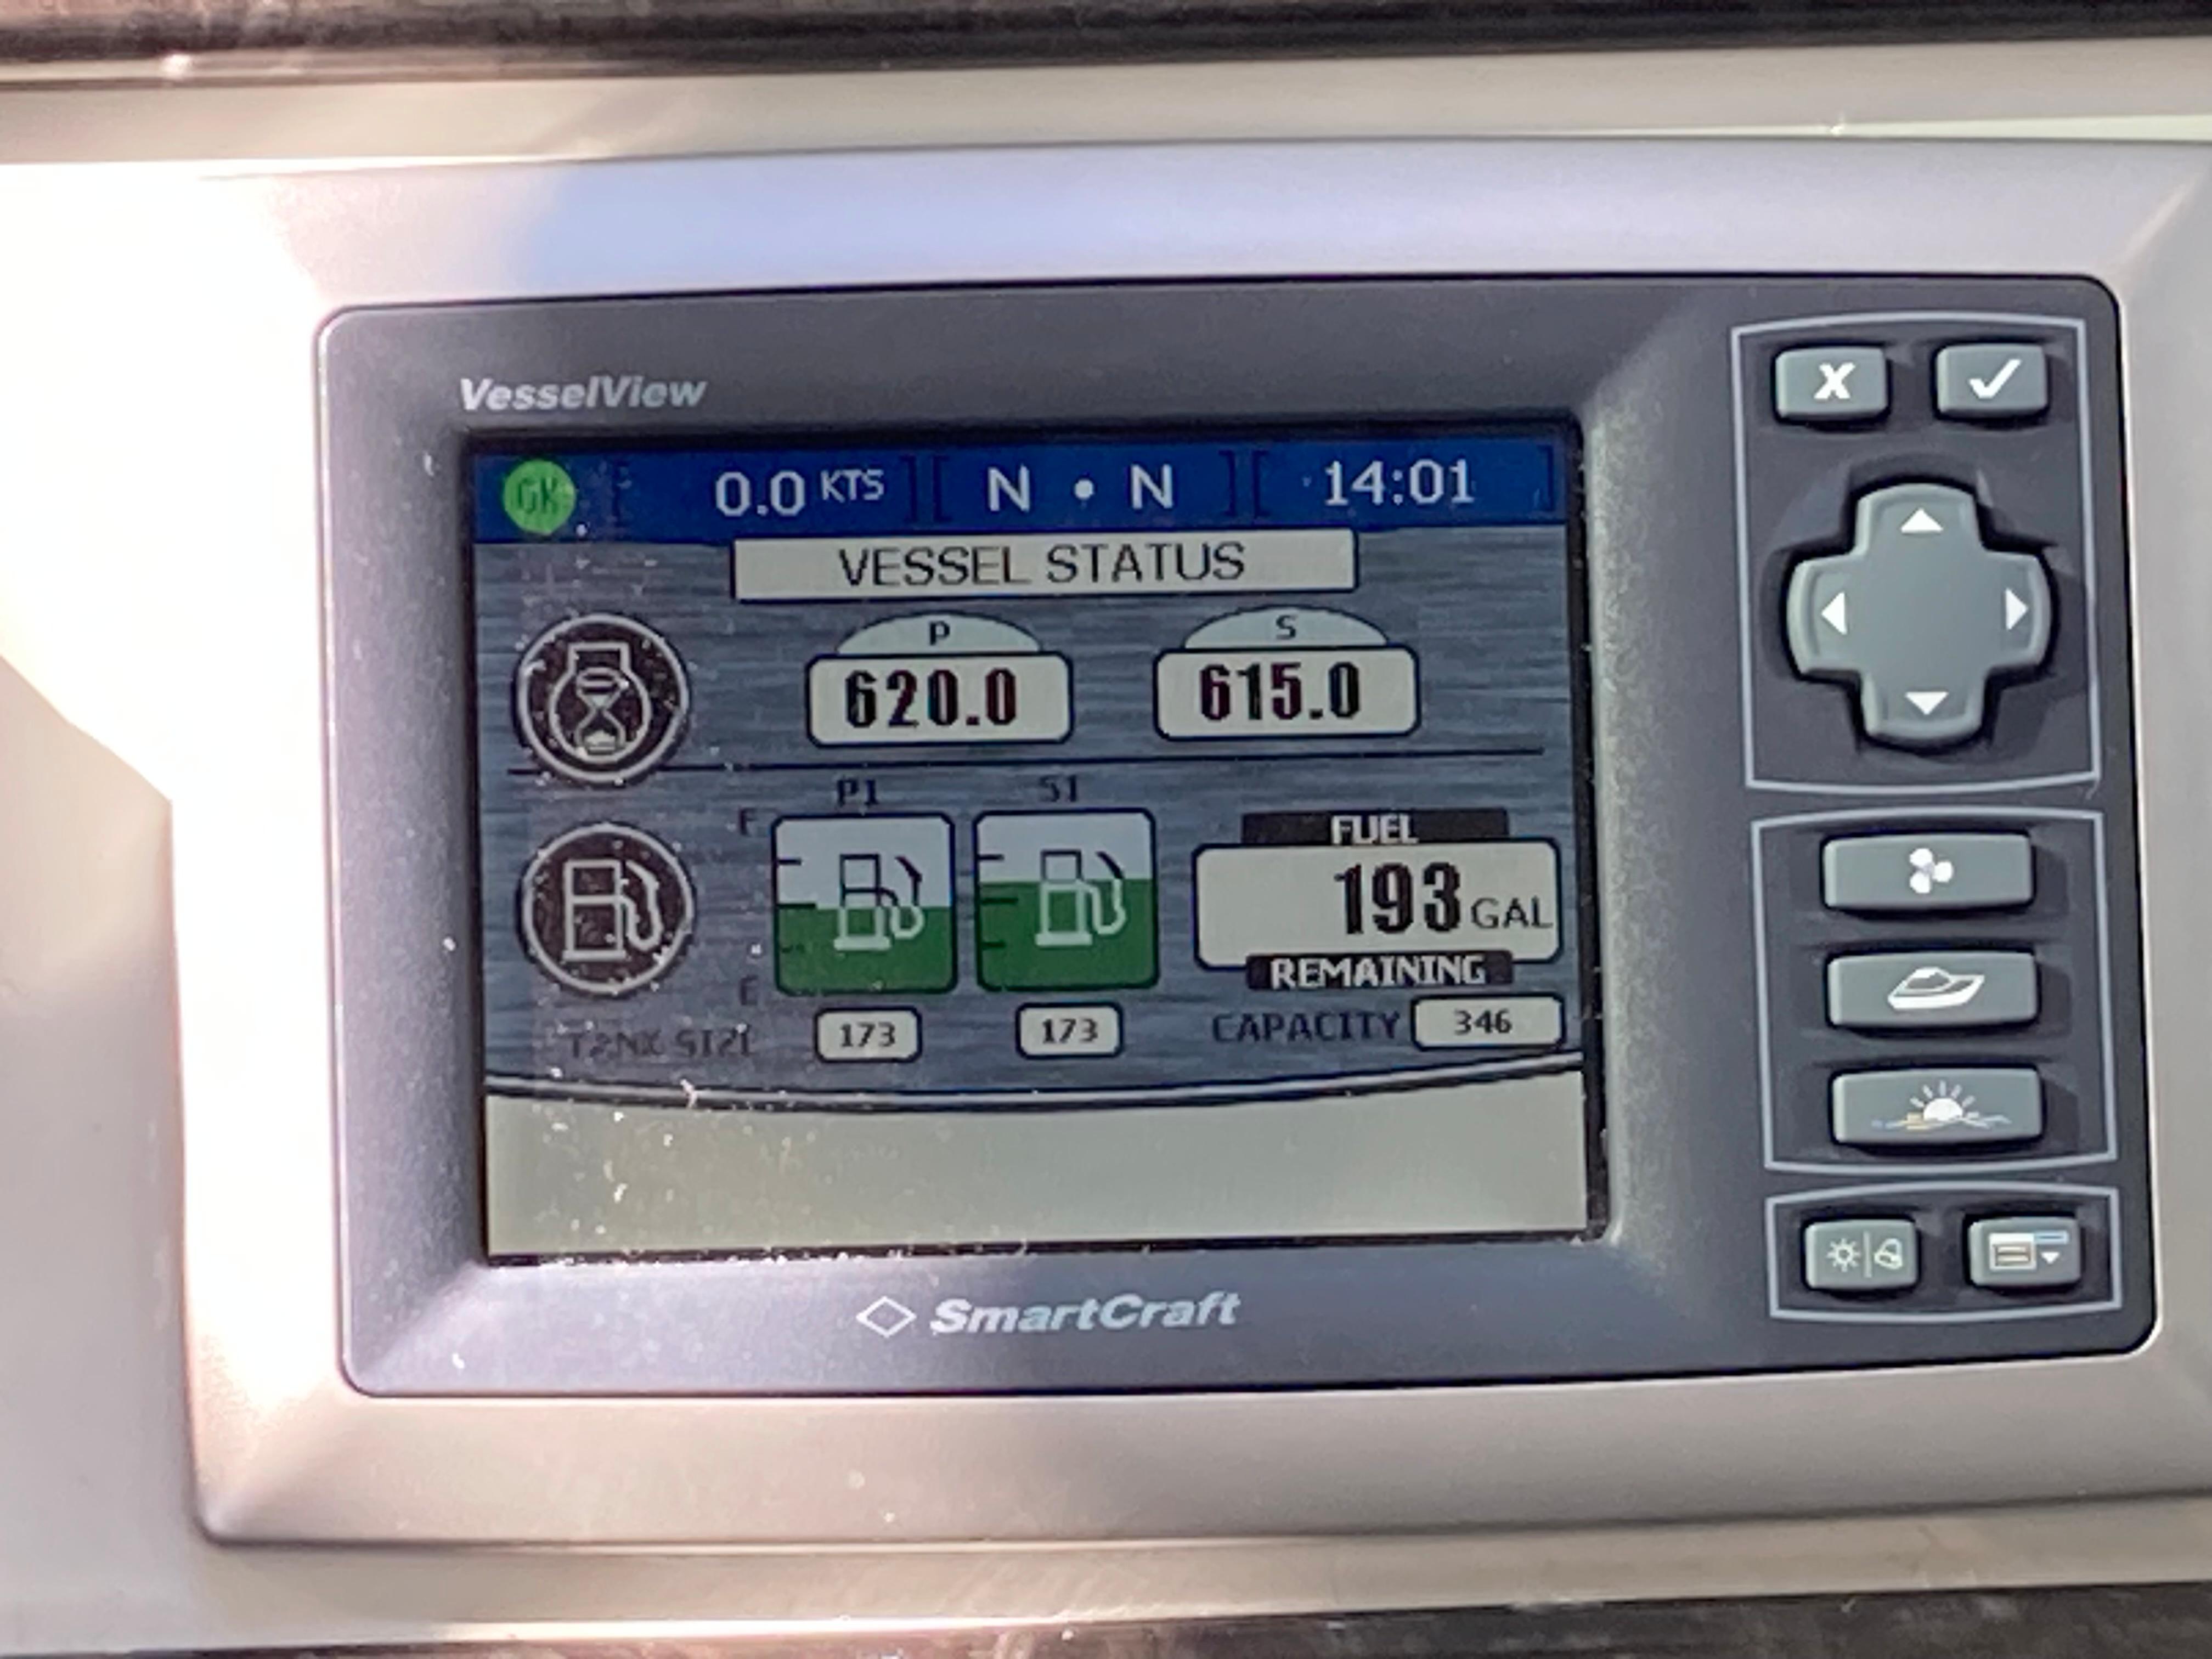 VesselView
OK 0.0 KTS N • N 14:01
VESSEL STATUS
P S
620.0 615.0
P1 S1
F
FUEL
193 GAL
REMAINING
E
TANK SIZE 173 173 CAPACITY 346
SmartCraft